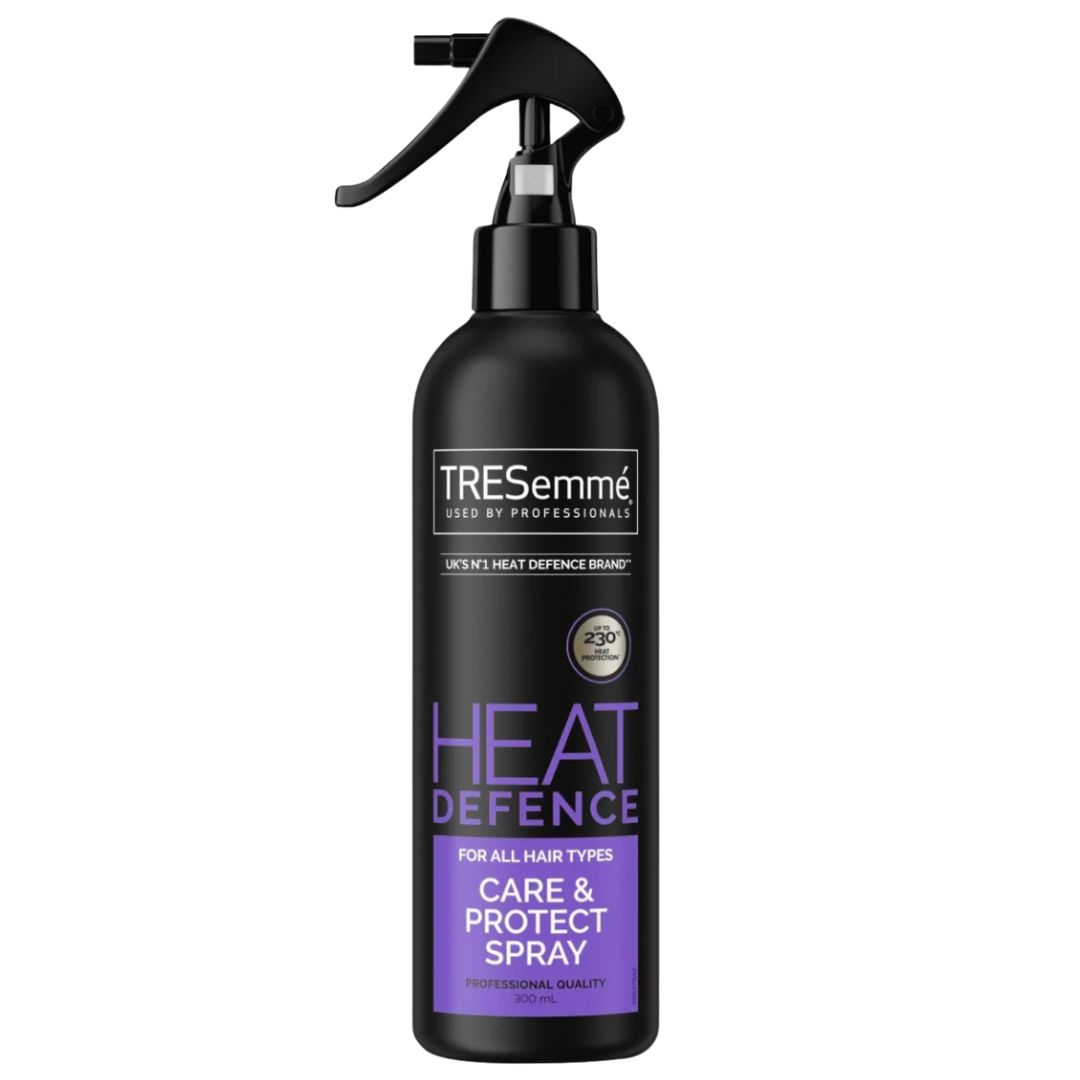 TRESemmé®
USED BY PROFESSIONALS
UK'S N°1 HEAT DEFENCE BRAND**
UP TO
230°C
HEAT
PROTECTION*
HEAT
DEFENCE
FOR ALL HAIR TYPES
CARE &
PROTECT
SPRAY
PROFESSIONAL QUALITY
300 mL